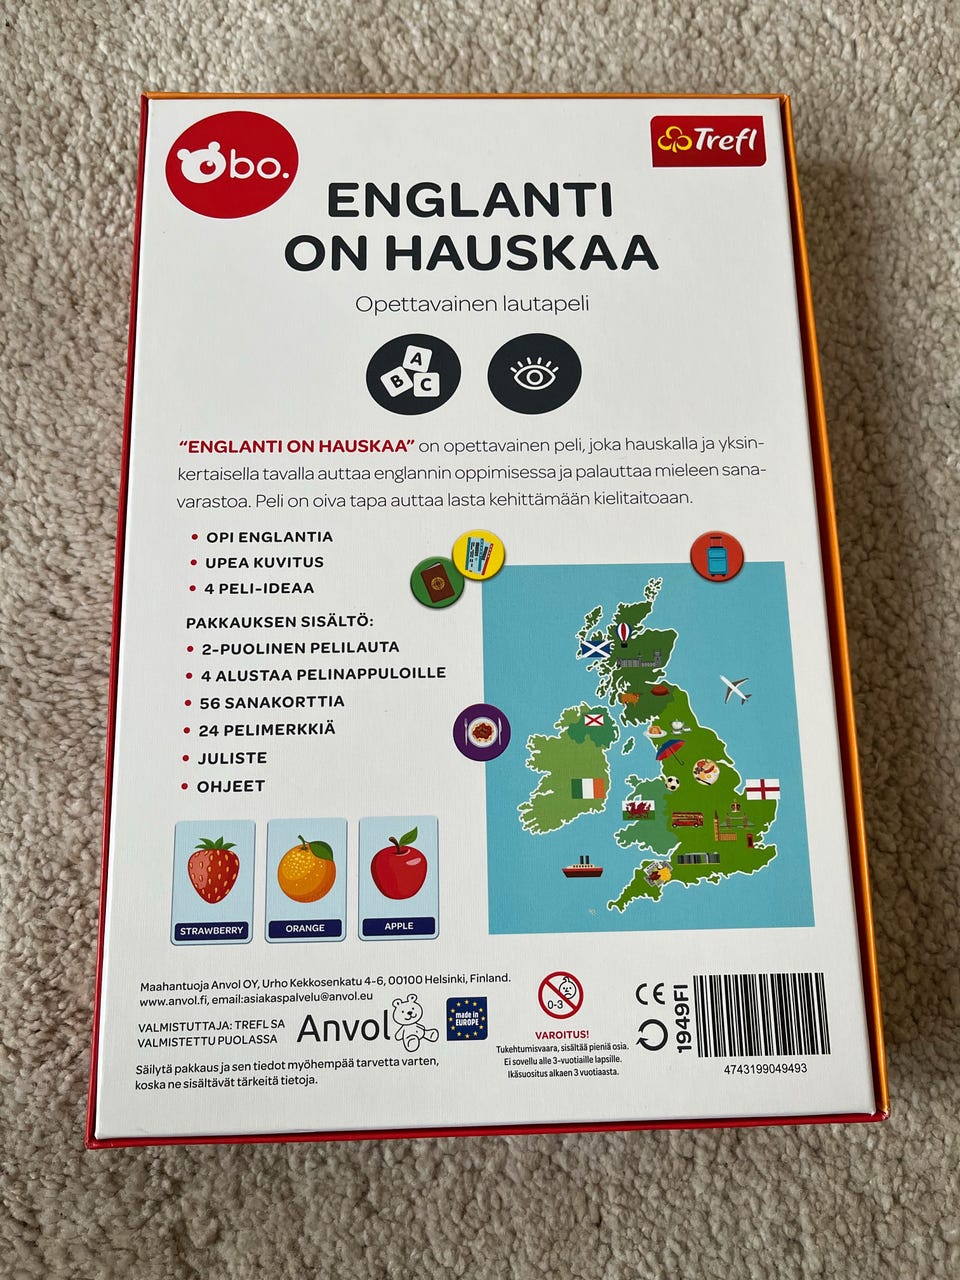 bo.
Trefl
ENGLANTI
ON HAUSKAA
Opettavainen lautapeli
A
B C
"ENGLANTI ON HAUSKAA" on opettavainen peli, joka hauskalla ja yksin-
kertaisella tavalla auttaa englannin oppimisessa ja palauttaa mieleen sana-
varastoa. Peli on oiva tapa auttaa lasta kehittämään kielitaitoaan.
• OPI ENGLANTIA
• UPEA KUVITUS
• 4 PELI-IDEAA
PAKKAUKSEN SISÄLTÖ:
• 2-PUOLINEN PELILAUTA
• 4 ALUSTAA PELINAPPULOILLE
• 56 SANAKORTTIA
• 24 PELIMERKKIÄ
• JULISTE
• OHJEET
STRAWBERRY
ORANGE
APPLE
Maahantuoja Anvol OY, Urho Kekkosenkatu 4-6, 00100 Helsinki, Finland.
www.anvol.fi, email:asiakaspalvelu@anvol.eu
VALMISTUTTAJA: TREFL SA
VALMISTETTU PUOLASSA
Anvol
made in
EUROPE
Säilytä pakkaus ja sen tiedot myöhempää tarvetta varten,
koska ne sisältävät tärkeitä tietoja.
0-3
VAROITUS!
Tukehtumisvaara, sisältää pieniä osia.
Ei sovellu alle 3-vuotiaille lapsille.
Ikäsuositus alkaen 3 vuotiaasta.
CE
1949FI
4743199049493